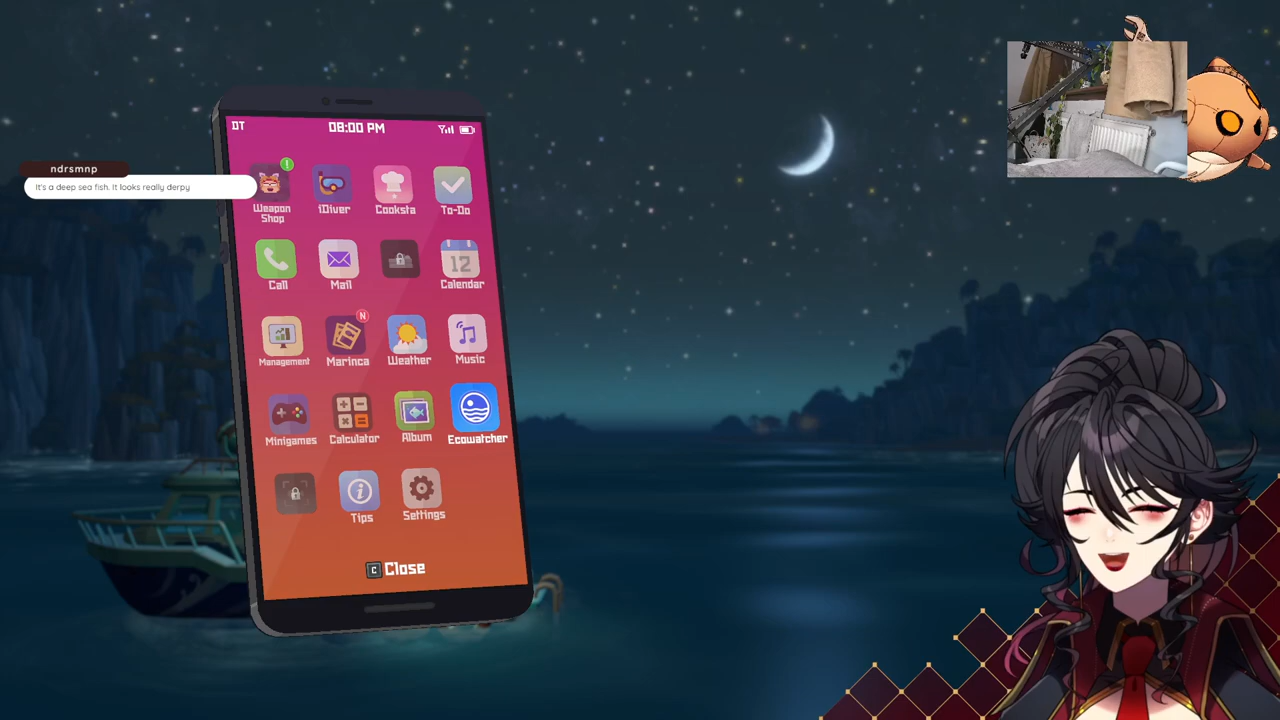 DT
08:00 PM
ndrsmnp
It's a deep sea fish. It looks really derpy
!
Weapon
Shop
iDiver
Cooksta
To-Do
Call
Mail
12
Calendar
Management
N
Marinca
Weather
Music
Minigames
Calculator
Album
Ecowatcher
Tips
Settings
C Close